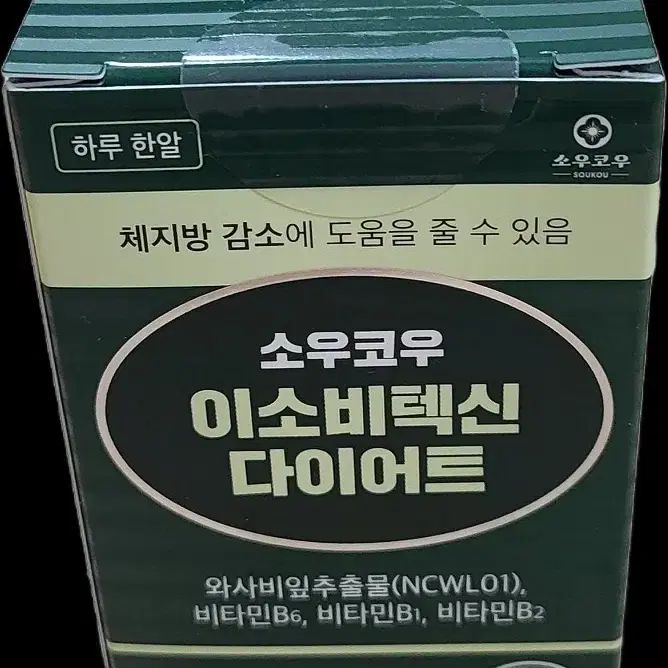 하루 한알
소우코우
SOUKOU
체지방 감소에 도움을 줄 수 있음
소우코우
이소비텍신
다이어트
와사비잎추출물(NCWL01),
비타민B6, 비타민B1, 비타민B2